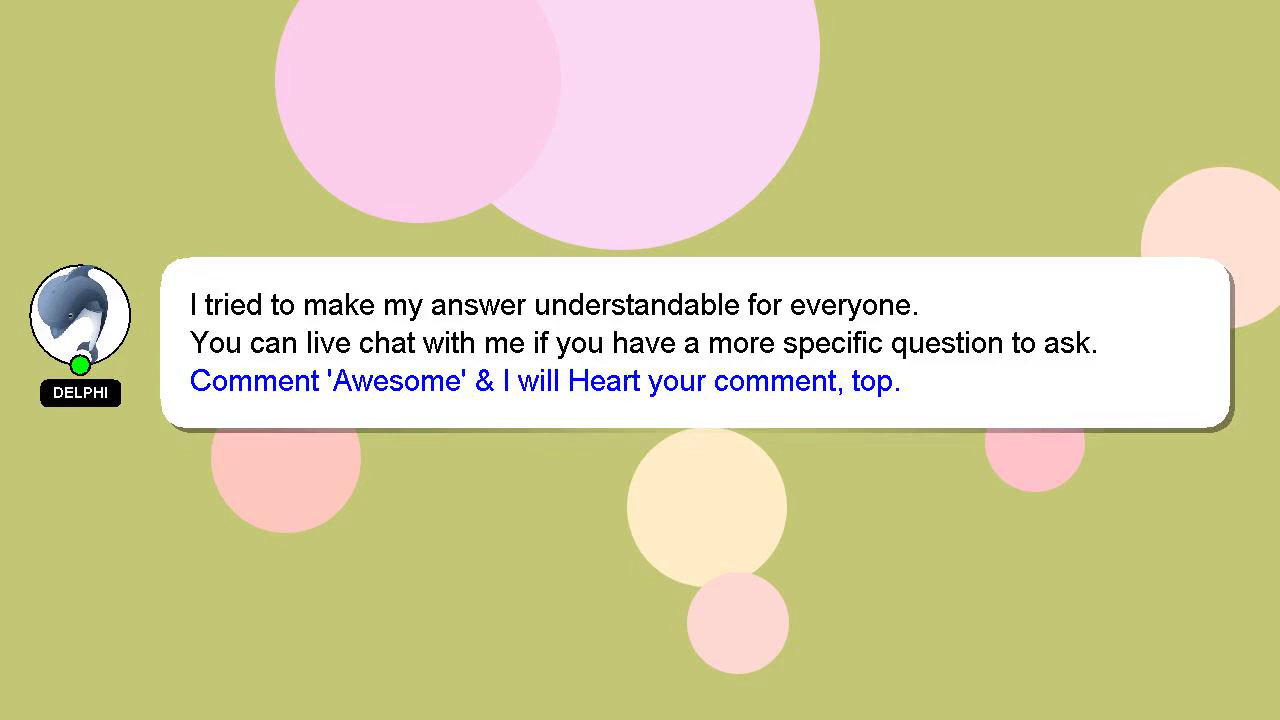 I tried to make my answer understandable for everyone.
You can live chat with me if you have a more specific question to ask.
Comment 'Awesome' & I will Heart your comment, top.
DELPHI